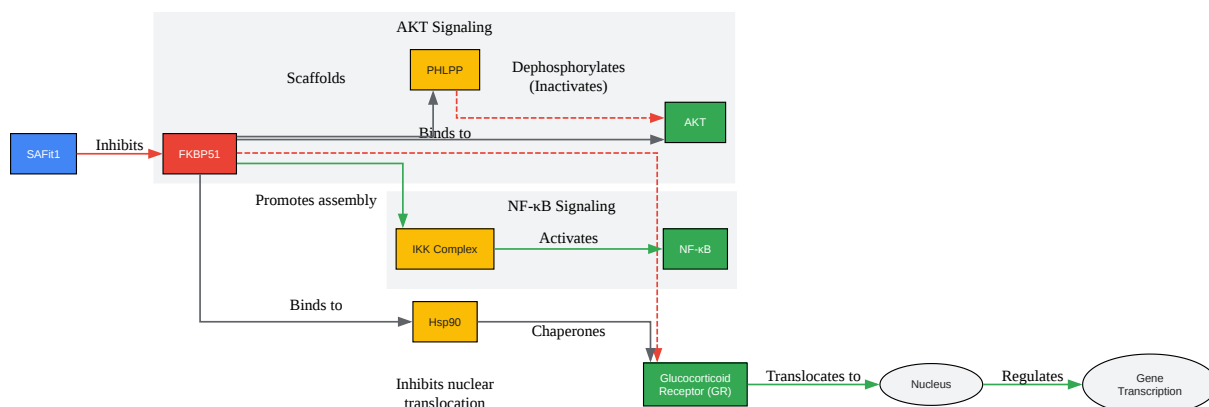 AKT Signaling
PHLPP
Scaffolds
Dephosphorylates
(Inactivates)
AKT
Binds to
SAFit1
Inhibits
FKBP51
Promotes assembly
NF-κB Signaling
IKK Complex
Activates
NF-κB
Binds to
Hsp90
Chaperones
Inhibits nuclear
translocation
Glucocorticoid
Receptor (GR)
Translocates to
Nucleus
Regulates
Gene
Transcription